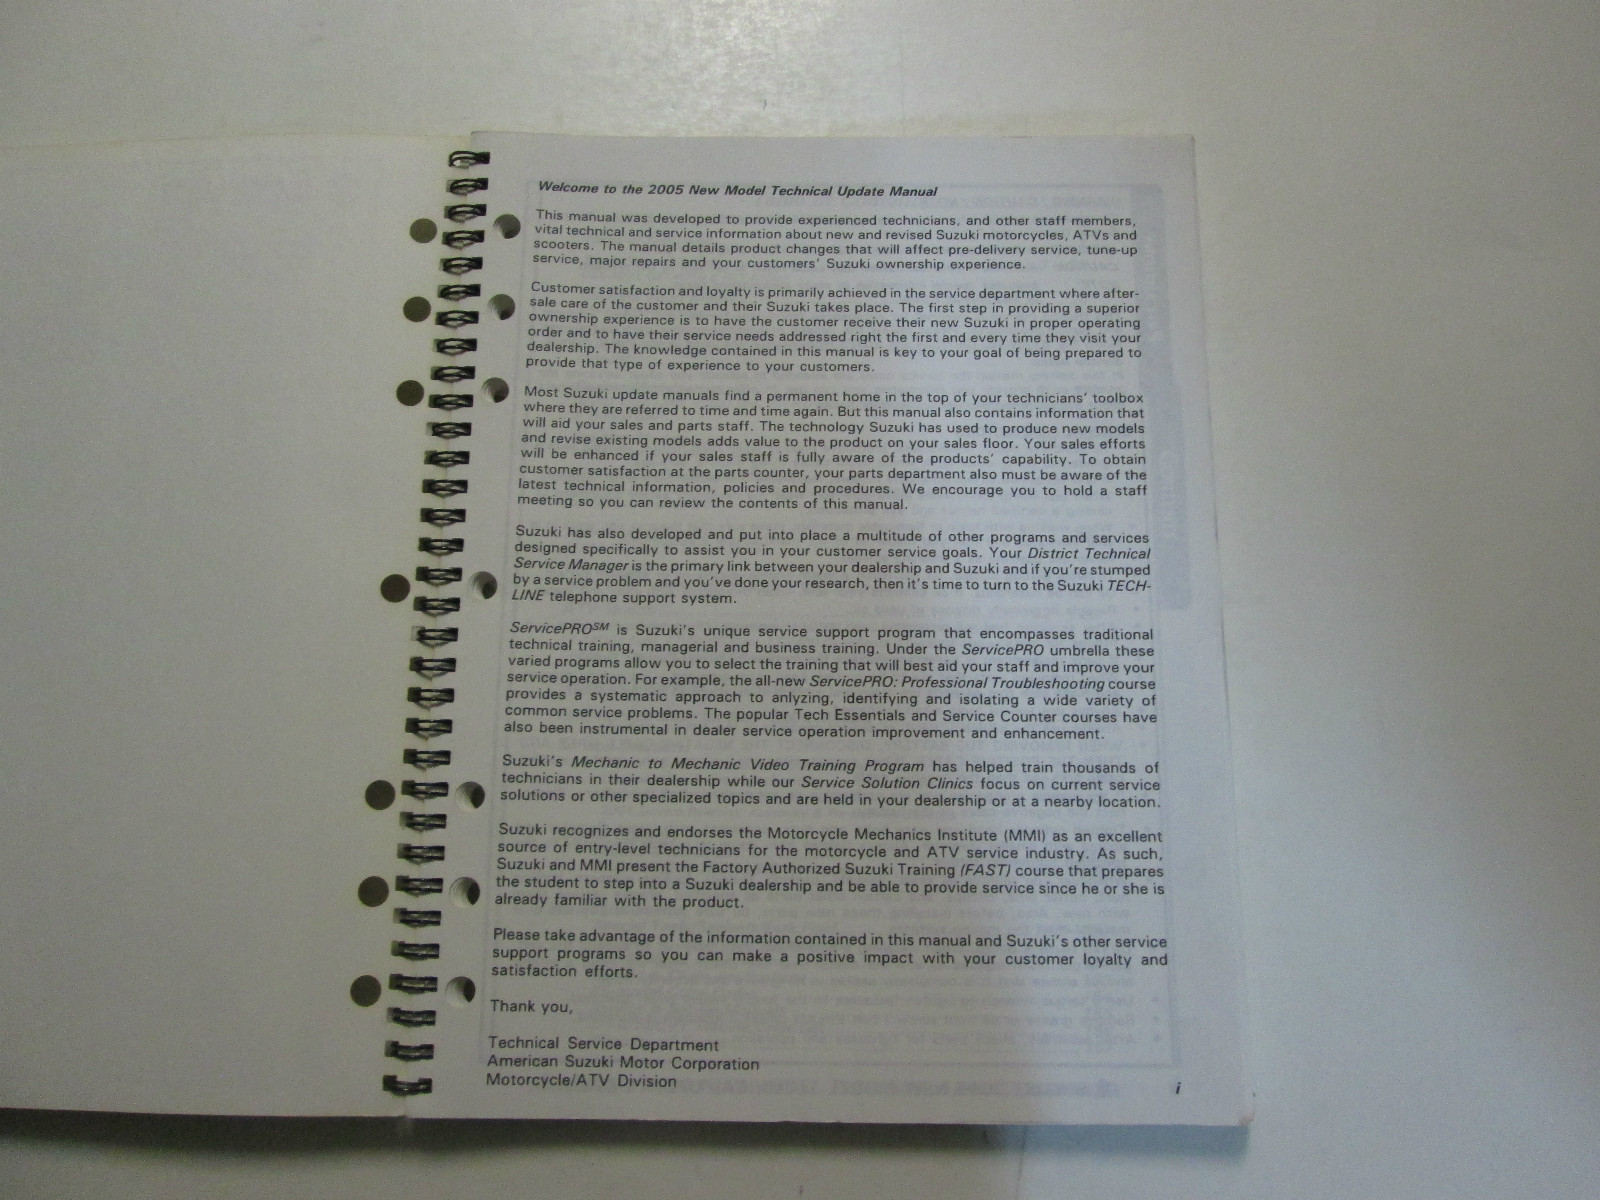 Welcome to the 2005 New Model Technical Update Manual
This manual was developed to provide experienced technicians, and other staff members,
vital technical and service information about new and revised Suzuki motorcycles, ATVs and
scooters. The manual details product changes that will affect pre-delivery service, tune-up
service, major repairs and your customers' Suzuki ownership experience.
Customer satisfaction and loyalty is primarily achieved in the service department where after-
sale care of the customer and their Suzuki takes place. The first step in providing a superior
ownership experience is to have the customer receive their new Suzuki in proper operating
order and to have their service needs addressed right the first and every time they visit your
dealership. The knowledge contained in this manual is key to your goal of being prepared to
provide that type of experience to your customers.
Most Suzuki update manuals find a permanent home in the top of your technicians' toolbox
where they are referred to time and time again. But this manual also contains information that
will aid your sales and parts staff. The technology Suzuki has used to produce new models
and revise existing models adds value to the product on your sales floor. Your sales efforts
will be enhanced if your sales staff is fully aware of the products' capability. To obtain
customer satisfaction at the parts counter, your parts department also must be aware of the
latest technical information, policies and procedures. We encourage you to hold a staff
meeting so you can review the contents of this manual.
Suzuki has also developed and put into place a multitude of other programs and services
designed specifically to assist you in your customer service goals. Your District Technical
Service Manager is the primary link between your dealership and Suzuki and if you're stumped
by a service problem and you've done your research, then it's time to turn to the Suzuki TECH-
LINE telephone support system.
ServicePROSM is Suzuki's unique service support program that encompasses traditional
technical training, managerial and business training. Under the ServicePRO umbrella these
varied programs allow you to select the training that will best aid your staff and improve your
service operation. For example, the all-new ServicePRO: Professional Troubleshooting course
provides a systematic approach to anlyzing, identifying and isolating a wide variety of
common service problems. The popular Tech Essentials and Service Counter courses have
also been instrumental in dealer service operation improvement and enhancement.
Suzuki's Mechanic to Mechanic Video Training Program has helped train thousands of
technicians in their dealership while our Service Solution Clinics focus on current service
solutions or other specialized topics and are held in your dealership or at a nearby location.
Suzuki recognizes and endorses the Motorcycle Mechanics Institute (MMI) as an excellent
source of entry-level technicians for the motorcycle and ATV service industry. As such,
Suzuki and MMI present the Factory Authorized Suzuki Training (FAST) course that prepares
the student to step into a Suzuki dealership and be able to provide service since he or she is
already familiar with the product.
Please take advantage of the information contained in this manual and Suzuki's other service
support programs so you can make a positive impact with your customer loyalty and
satisfaction efforts.
Thank you,
Technical Service Department
American Suzuki Motor Corporation
Motorcycle/ATV Division
i